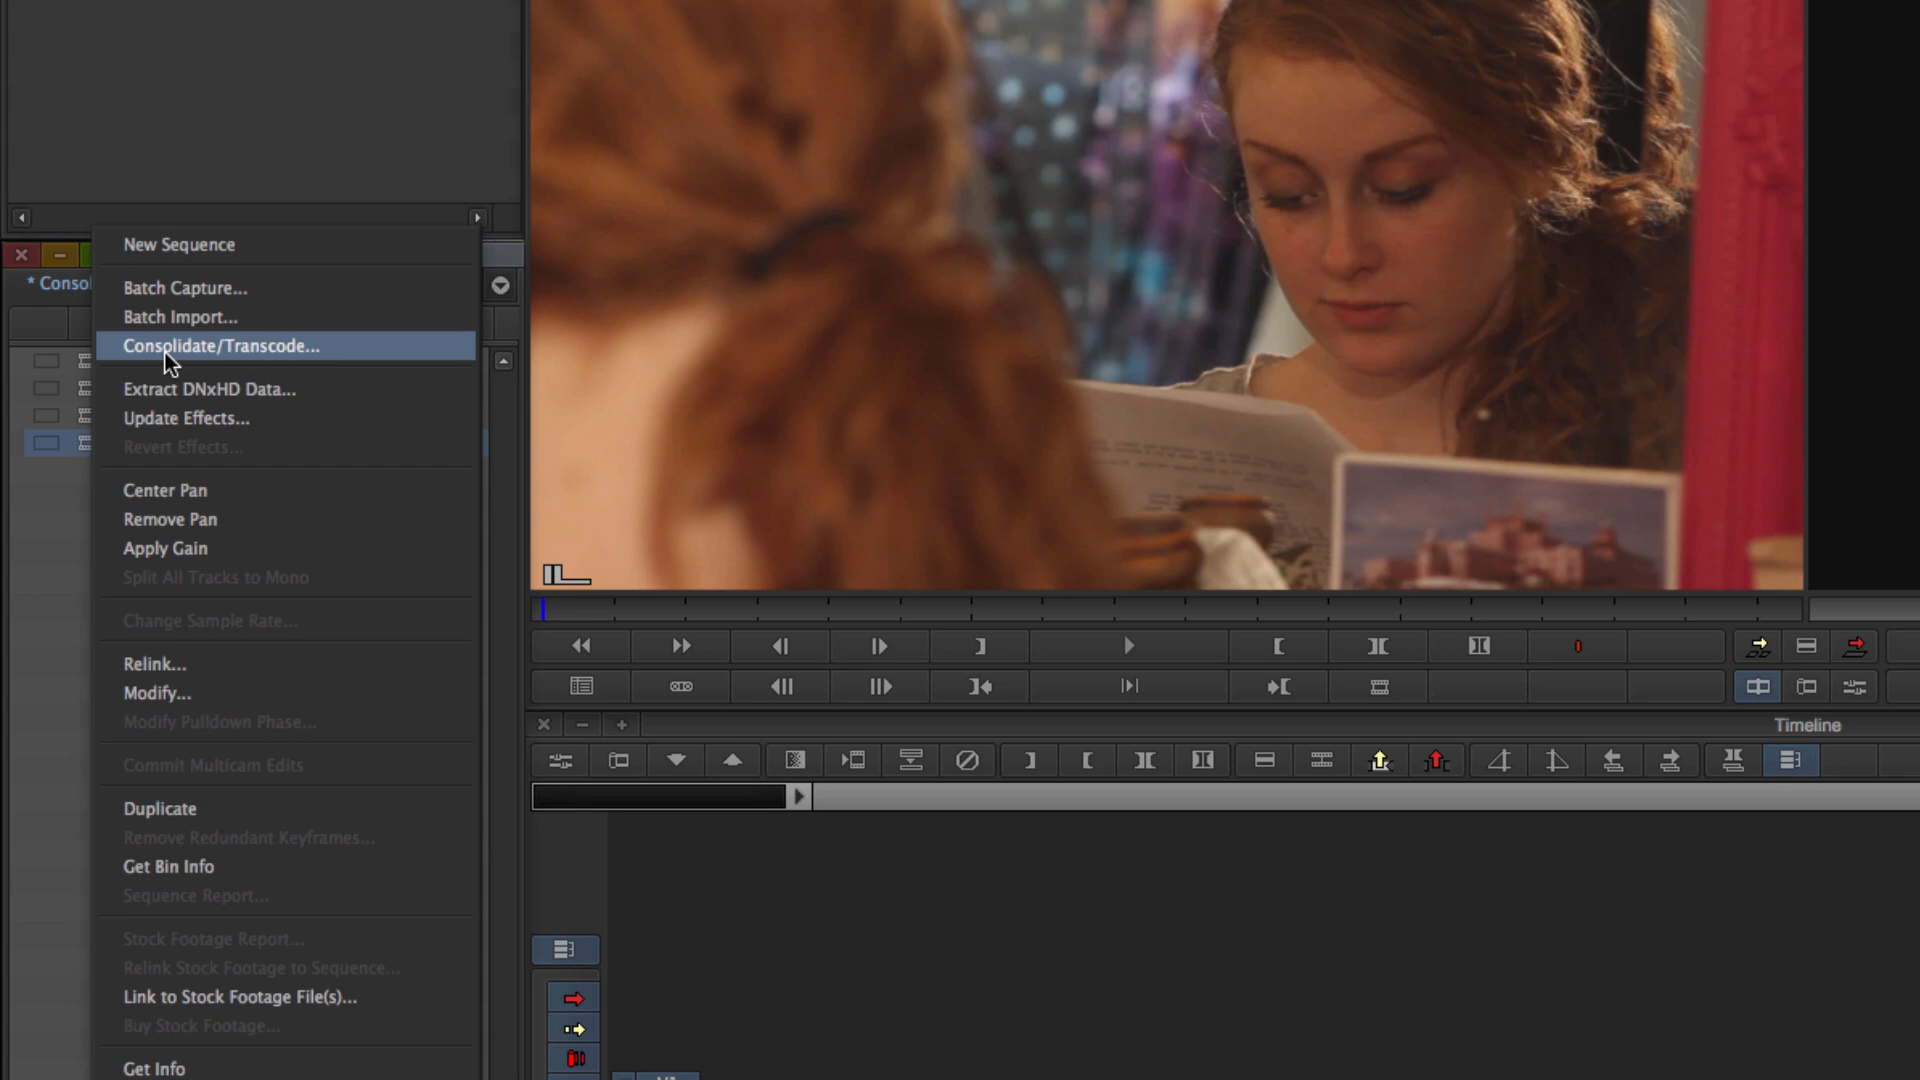 New Sequence
* Consol
Batch Capture...
Batch Import...
Consolidate/Transcode...
Extract DNxHD Data...
Update Effects...
Revert Effects...
Center Pan
Remove Pan
Apply Gain
Split All Tracks to Mono
Change Sample Rate...
Relink...
Modify...
Modify Pulldown Phase...
Commit Multicam Edits
Duplicate
Remove Redundant Keyframes...
Get Bin Info
Sequence Report...
Stock Footage Report...
Relink Stock Footage to Sequence...
Link to Stock Footage File(s)...
Buy Stock Footage...
Get Info
Timeline